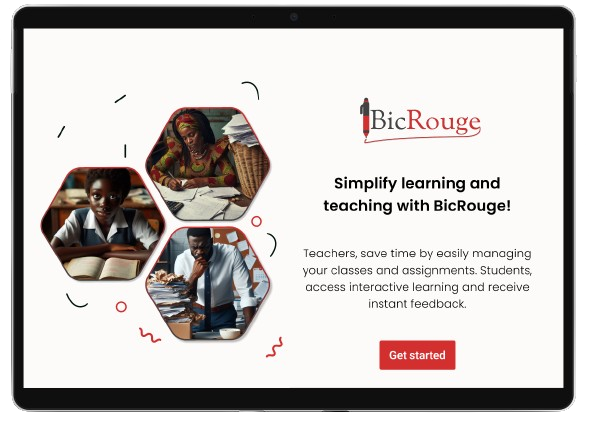 BicRouge
Simplify learning and
teaching with BicRouge!
Teachers, save time by easily managing
your classes and assignments. Students,
access interactive learning and receive
instant feedback.
Get started